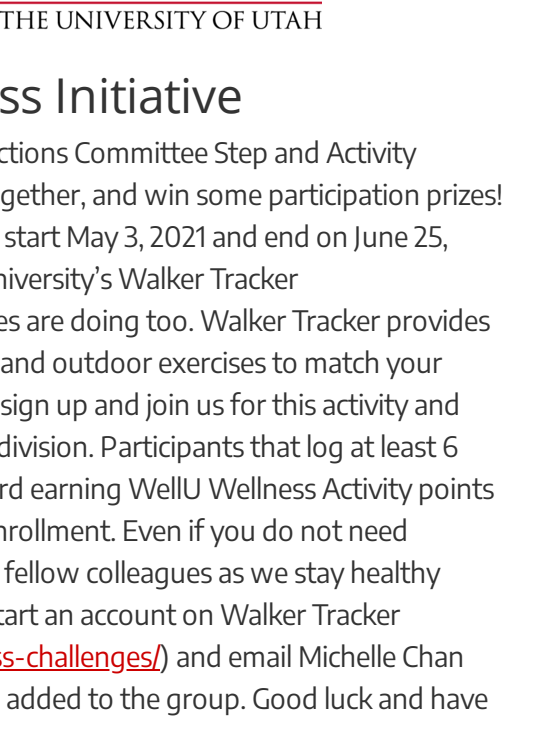 THE UNIVERSITY OF UTAH
ss Initiative
ctions Committee Step and Activity
gether, and win some participation prizes!
start May 3, 2021 and end on June 25,
niversity's Walker Tracker
es are doing too. Walker Tracker provides
and outdoor exercises to match your
sign up and join us for this activity and
division. Participants that log at least 6
rd earning WellU Wellness Activity points
nrollment. Even if you do not need
fellow colleagues as we stay healthy
tart an account on Walker Tracker
ss-challenges/) and email Michelle Chan
added to the group. Good luck and have